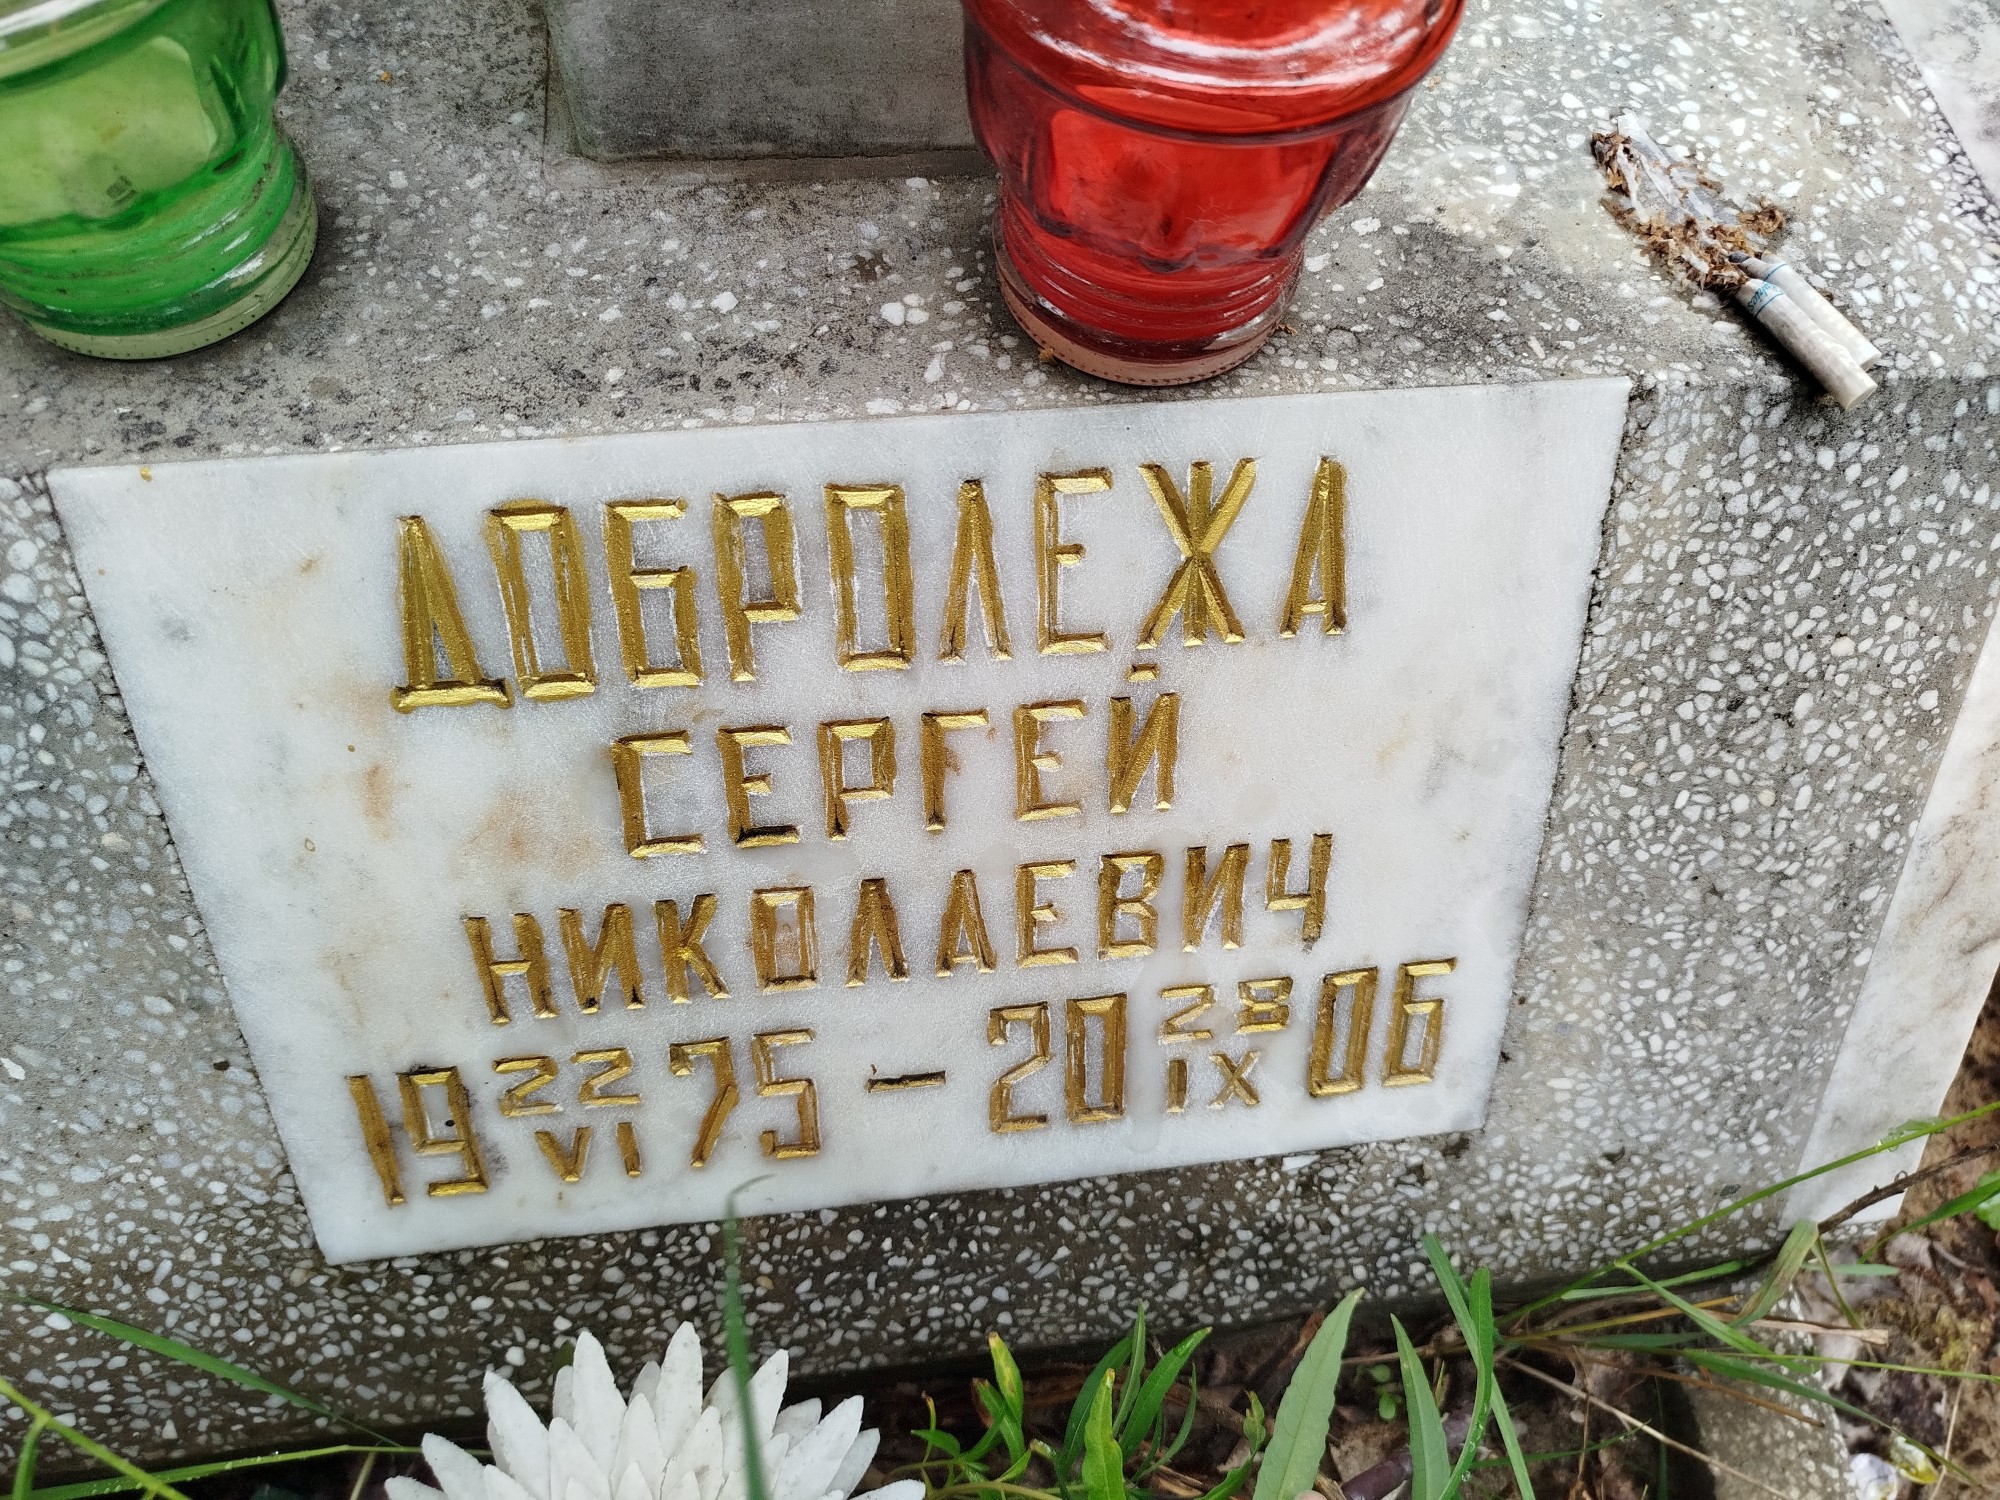 ДОБРОЛЕЖА
СЕРГЕЙ
НИКОЛАЕВИЧ
19 22/VI 75 – 20 28/IX 06